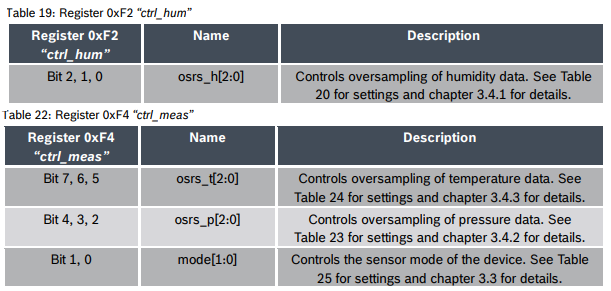 Table 19: Register 0xF2 “ctrl_hum”
Register 0xF2 Name Description
“ctrl_hum”
Bit 2, 1, 0 osrs_h[2:0] Controls oversampling of humidity data. See Table
20 for settings and chapter 3.4.1 for details.
Table 22: Register 0xF4 “ctrl_meas”
Register 0xF4 Name Description
“ctrl_meas”
Bit 7, 6, 5 osrs_t[2:0] Controls oversampling of temperature data. See
Table 24 for settings and chapter 3.4.3 for details.
Bit 4, 3, 2 osrs_p[2:0] Controls oversampling of pressure data. See
Table 23 for settings and chapter 3.4.2 for details.
Bit 1, 0 mode[1:0] Controls the sensor mode of the device. See Table
25 for settings and chapter 3.3 for details.